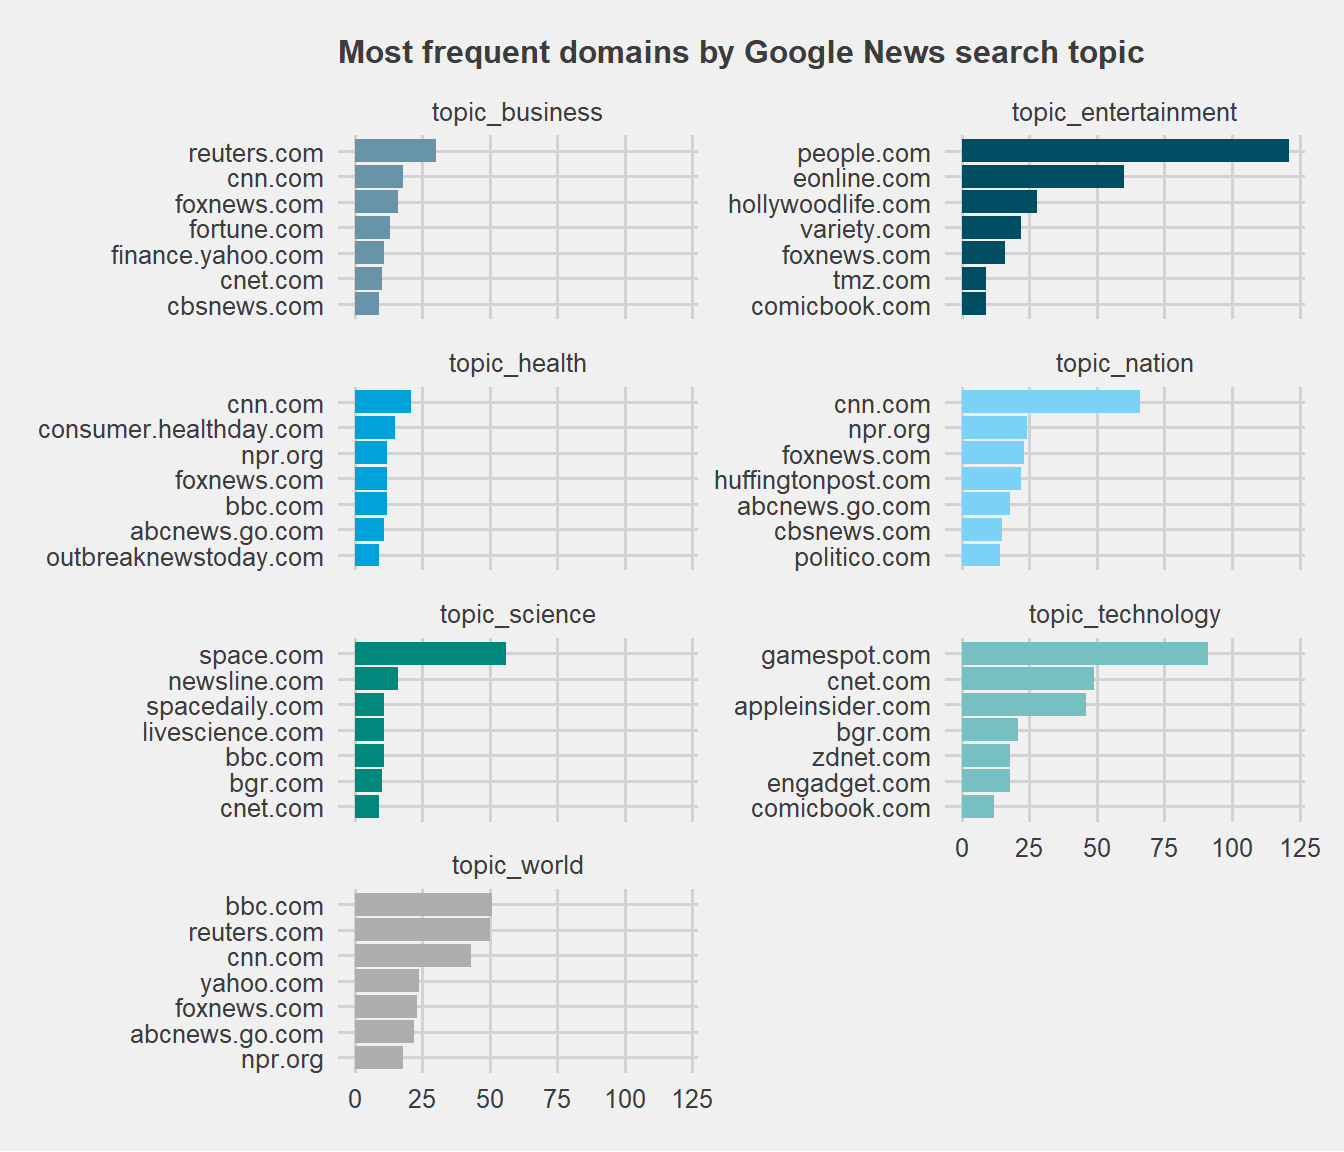 Most frequent domains by Google News search topic
topic_business
reuters.com
cnn.com
foxnews.com
fortune.com
finance.yahoo.com
cnet.com
cbsnews.com
topic_entertainment
people.com
eonline.com
hollywoodlife.com
variety.com
foxnews.com
tmz.com
comicbook.com
topic_health
cnn.com
consumer.healthday.com
npr.org
foxnews.com
bbc.com
abcnews.go.com
outbreaknewstoday.com
topic_nation
cnn.com
npr.org
foxnews.com
huffingtonpost.com
abcnews.go.com
cbsnews.com
politico.com
topic_science
space.com
newsline.com
spacedaily.com
livescience.com
bbc.com
bgr.com
cnet.com
topic_technology
gamespot.com
cnet.com
appleinsider.com
bgr.com
zdnet.com
engadget.com
comicbook.com
0 25 50 75 100 125
topic_world
bbc.com
reuters.com
cnn.com
yahoo.com
foxnews.com
abcnews.go.com
npr.org
0 25 50 75 100 125